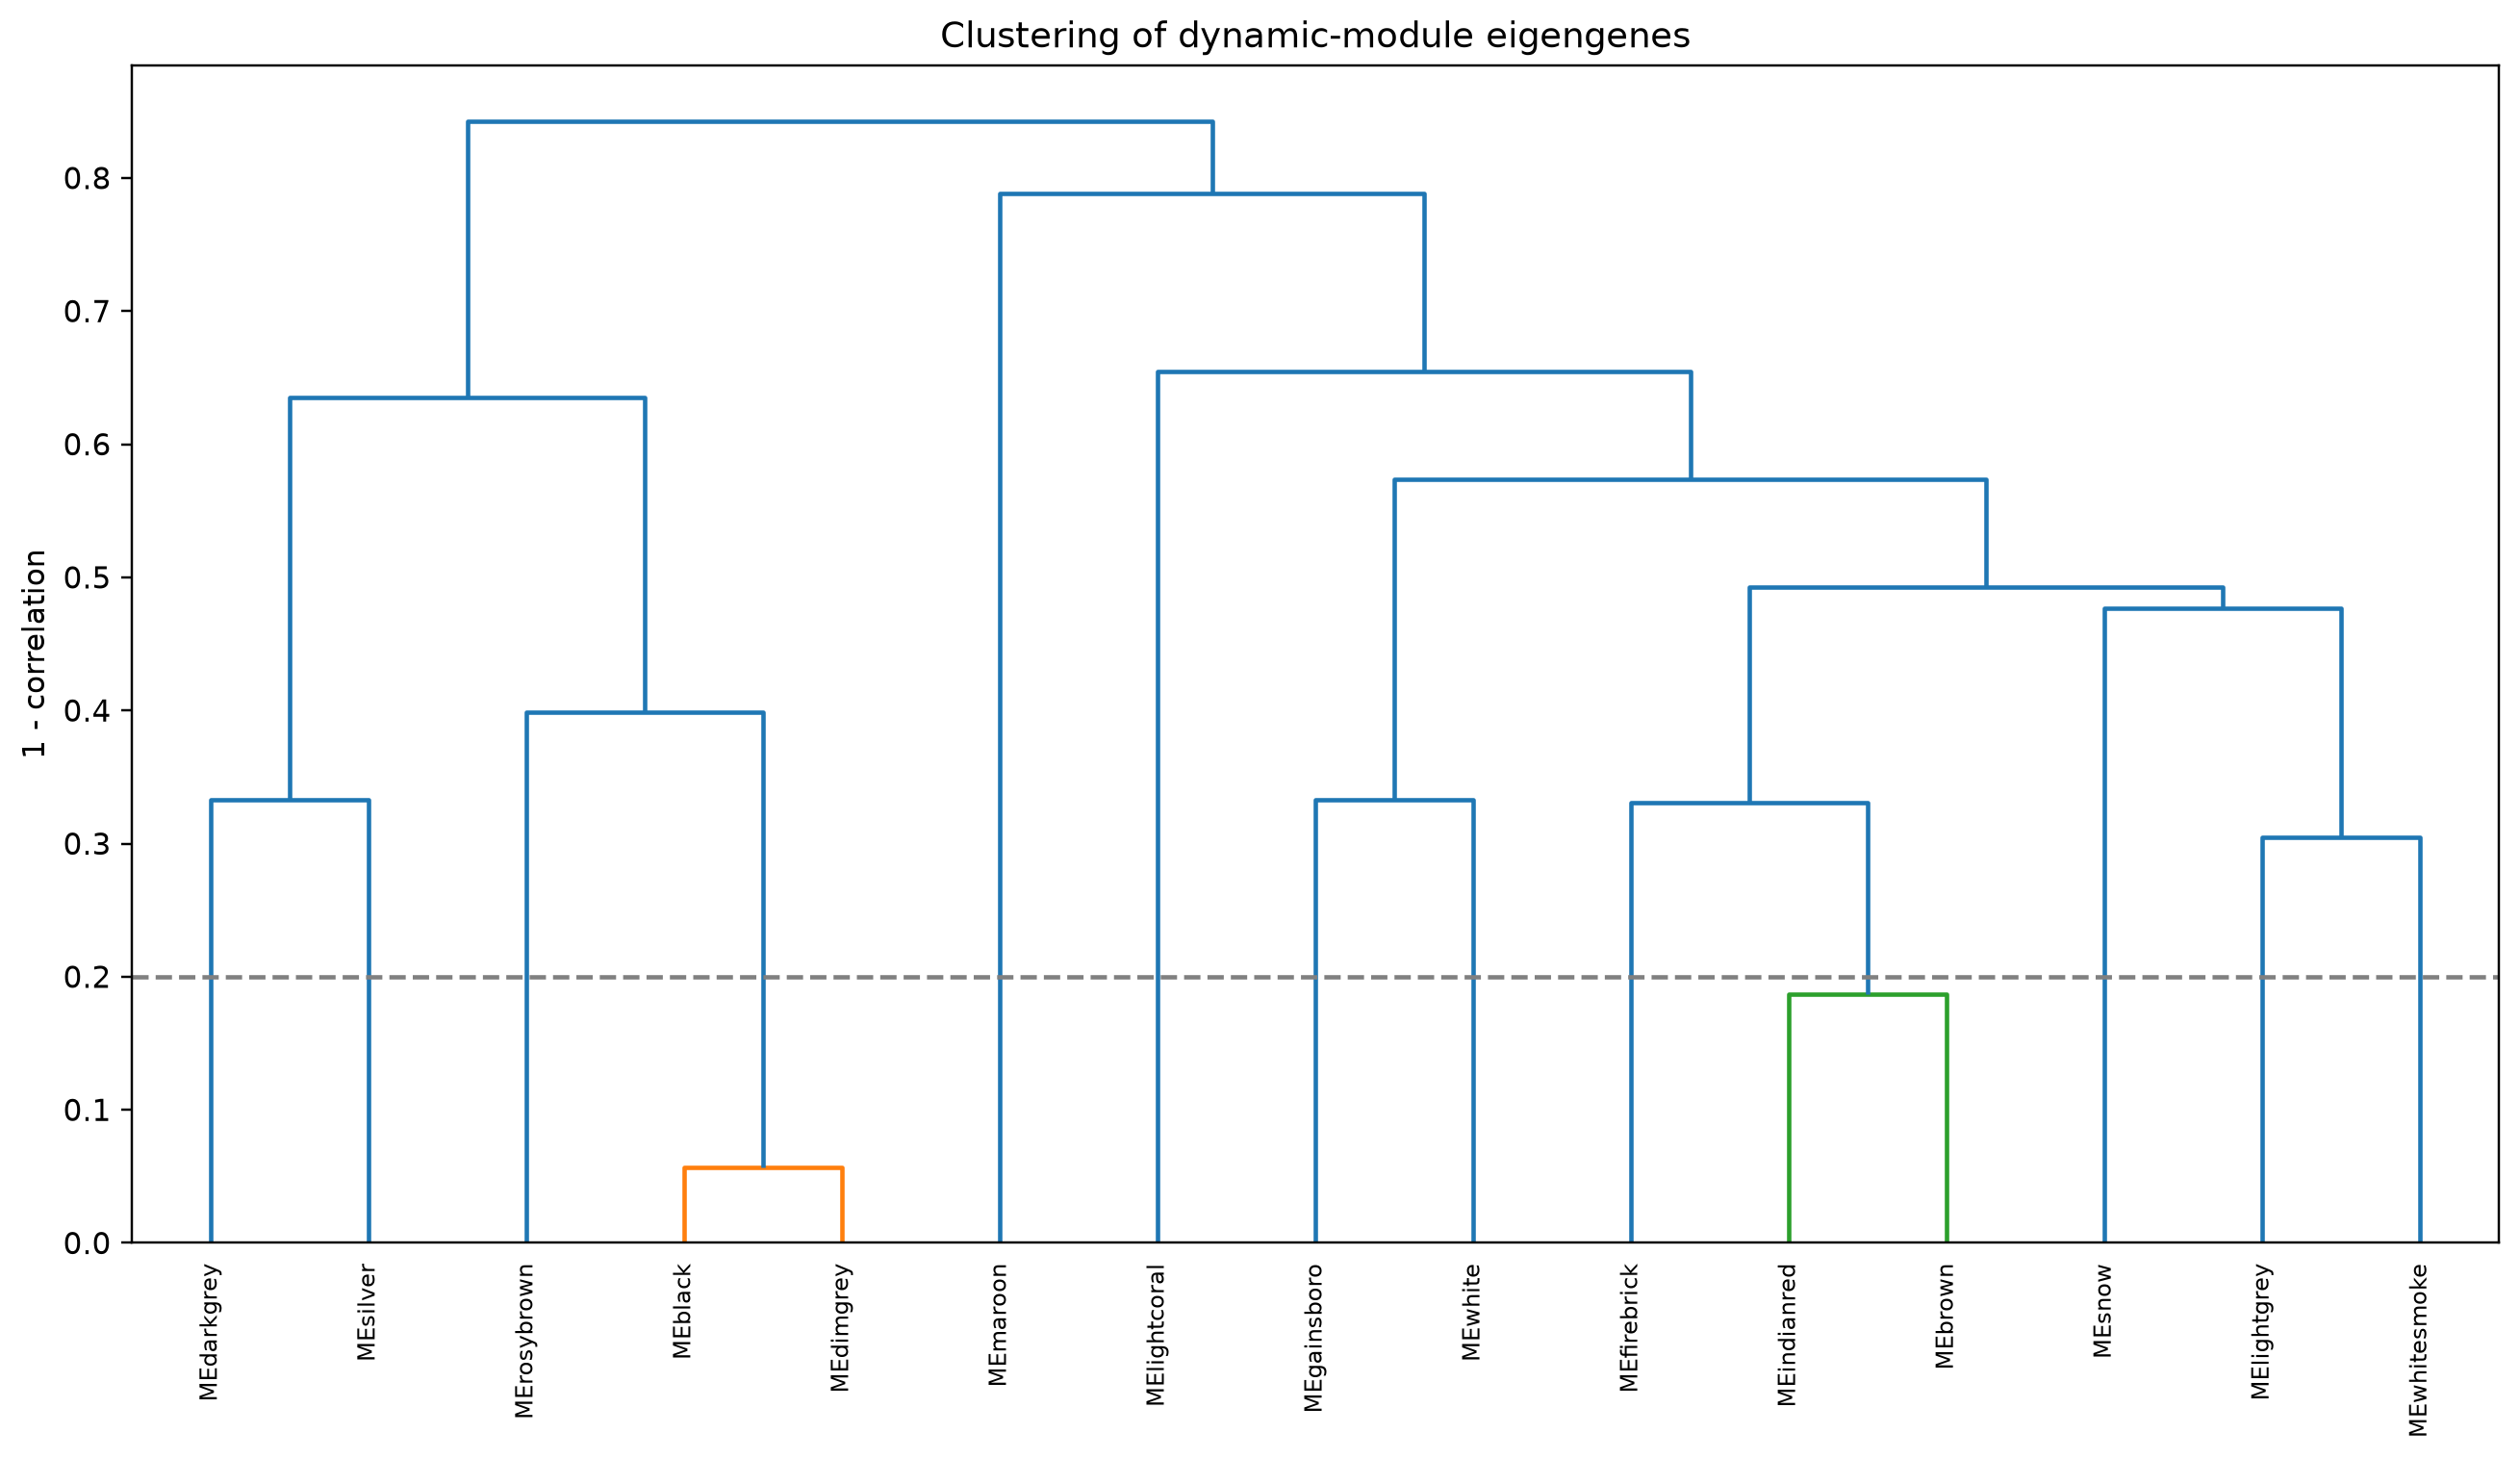 Clustering of dynamic-module eigengenes
1 - correlation
0.8
0.7
0.6
0.5
0.4
0.3
0.2
0.1
0.0
MEdarkgrey
MEsilver
MErosybrown
MEblack
MEdimgrey
MEmaroon
MElightcoral
MEgainsboro
MEwhite
MEfirebrick
MEindianred
MEbrown
MEsnow
MElightgrey
MEwhitesmoke